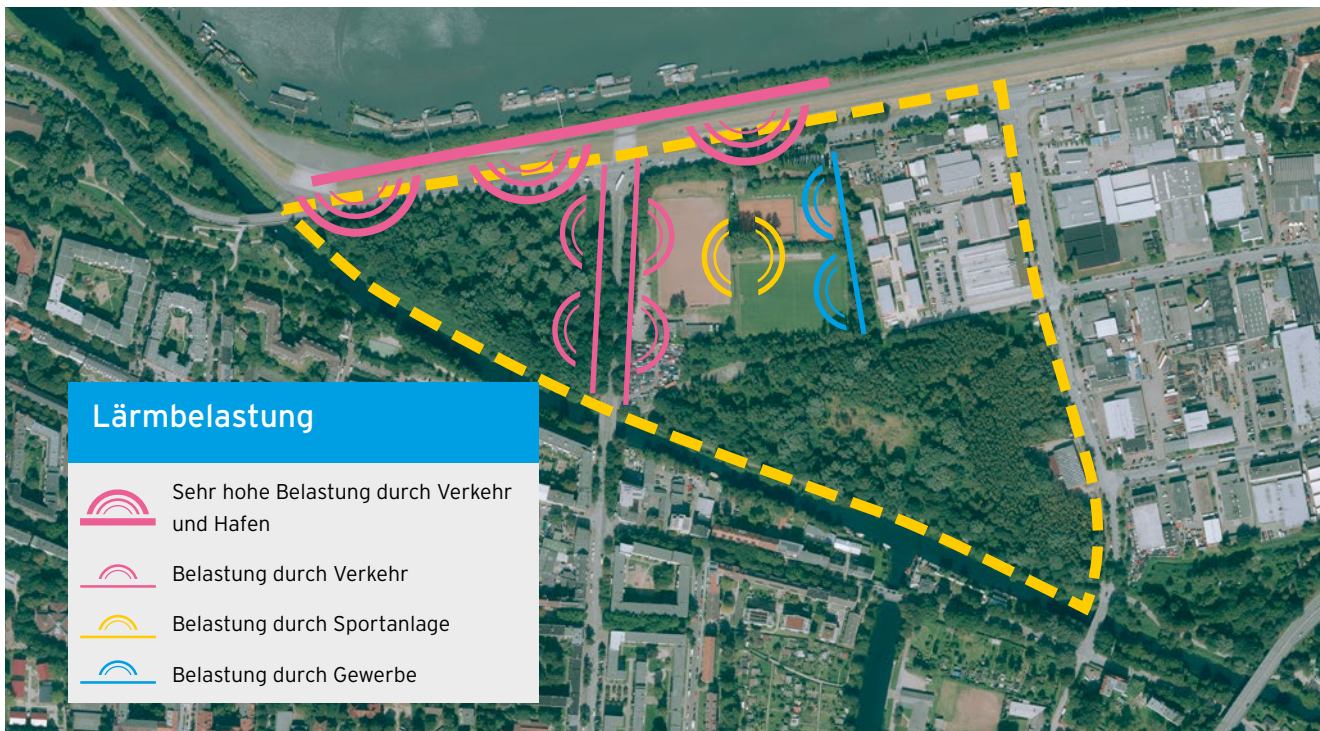 Lärmbelastung
Sehr hohe Belastung durch Verkehr
und Hafen
Belastung durch Verkehr
Belastung durch Sportanlage
Belastung durch Gewerbe